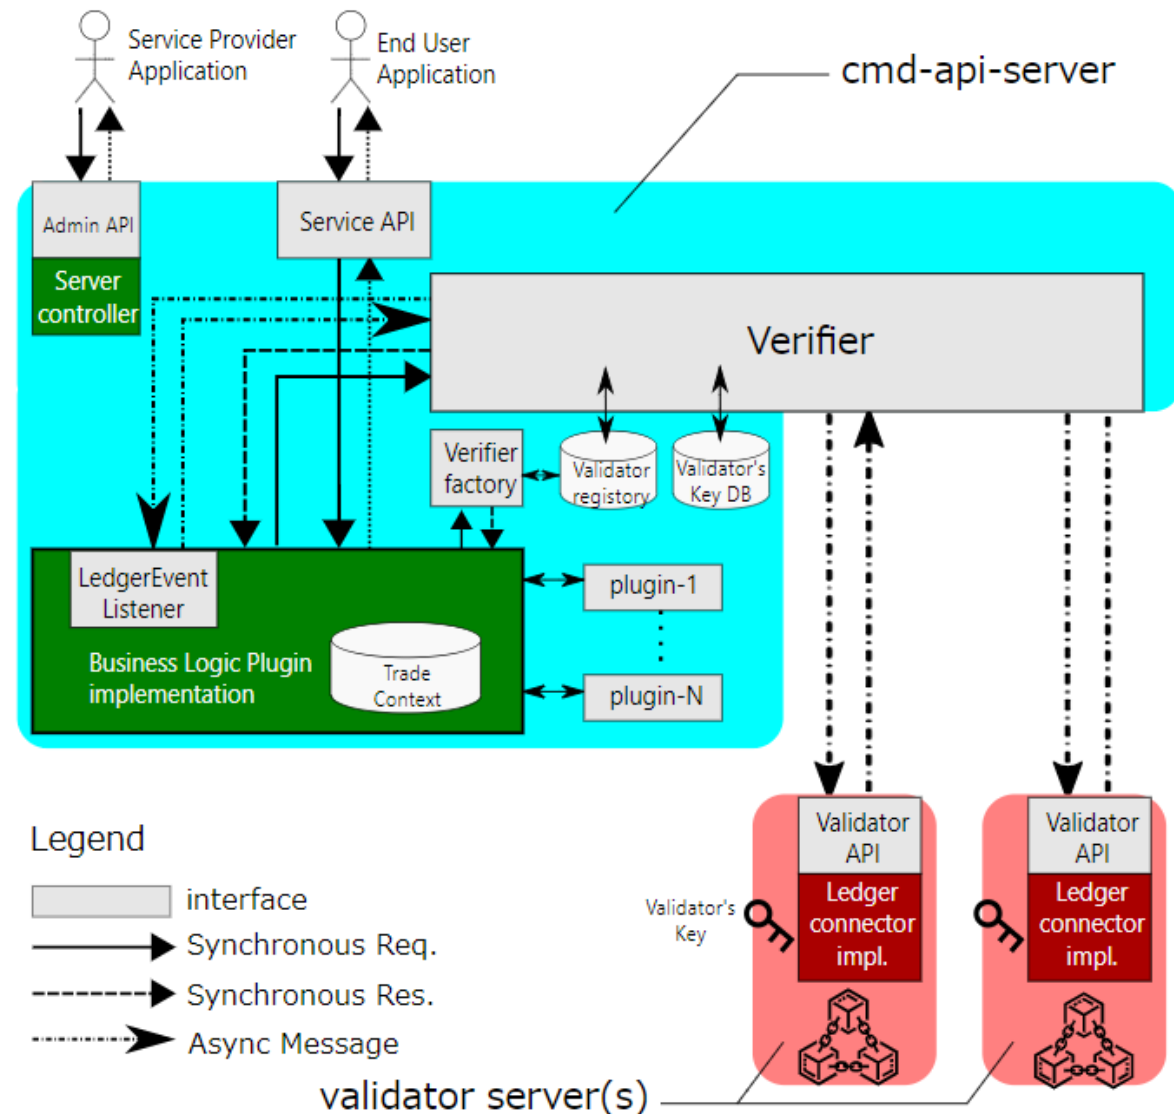 Service Provider
Application
End User
Application
cmd-api-server
Admin API
Service API
Server
controller
Verifier
Verifier
factory
Validator
registory
Validator's
Key DB
LedgerEvent
Listener
plugin-1
Business Logic Plugin
implementation
Trade
Context
plugin-N
Legend
interface
Synchronous Req.
Synchronous Res.
Async Message
Validator
API
Validator
API
Validator's
Key
Ledger
connector
impl.
Ledger
connector
impl.
validator server(s)